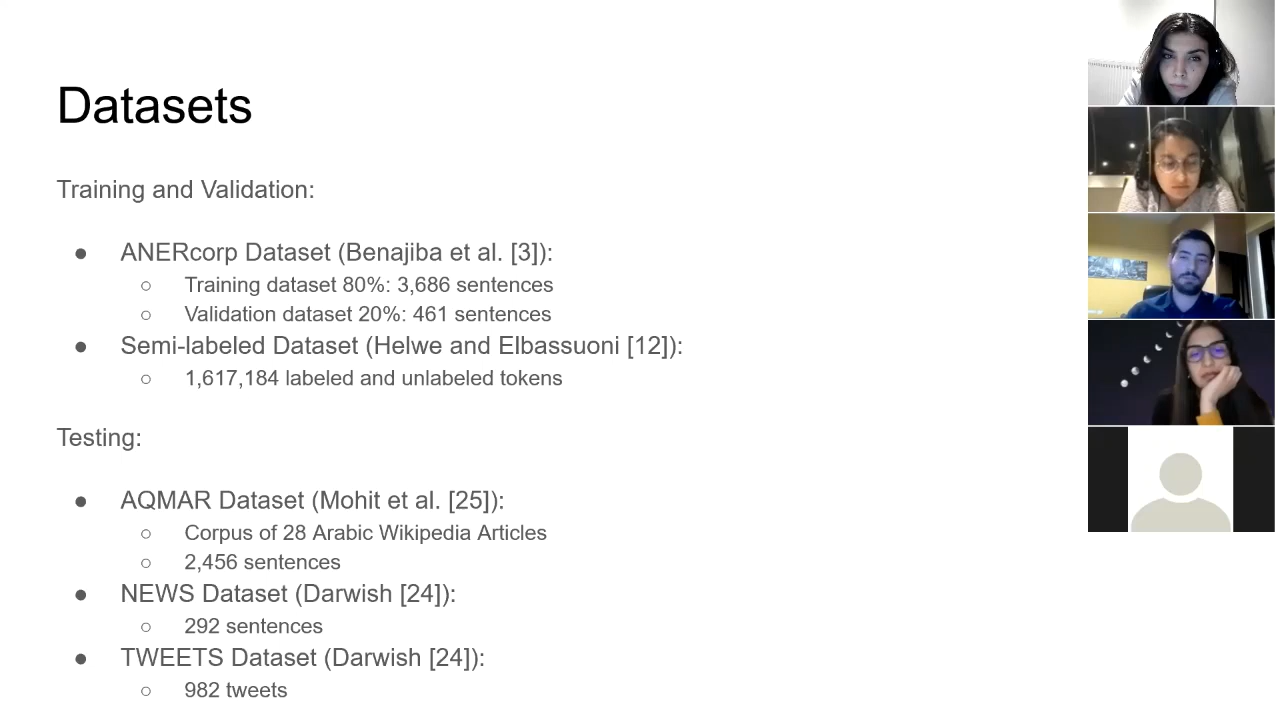 Datasets
Training and Validation:
● ANERcorp Dataset (Benajiba et al. [3]):
○ Training dataset 80%: 3,686 sentences
○ Validation dataset 20%: 461 sentences
● Semi-labeled Dataset (Helwe and Elbassuoni [12]):
○ 1,617,184 labeled and unlabeled tokens
Testing:
● AQMAR Dataset (Mohit et al. [25]):
○ Corpus of 28 Arabic Wikipedia Articles
○ 2,456 sentences
● NEWS Dataset (Darwish [24]):
○ 292 sentences
● TWEETS Dataset (Darwish [24]):
○ 982 tweets